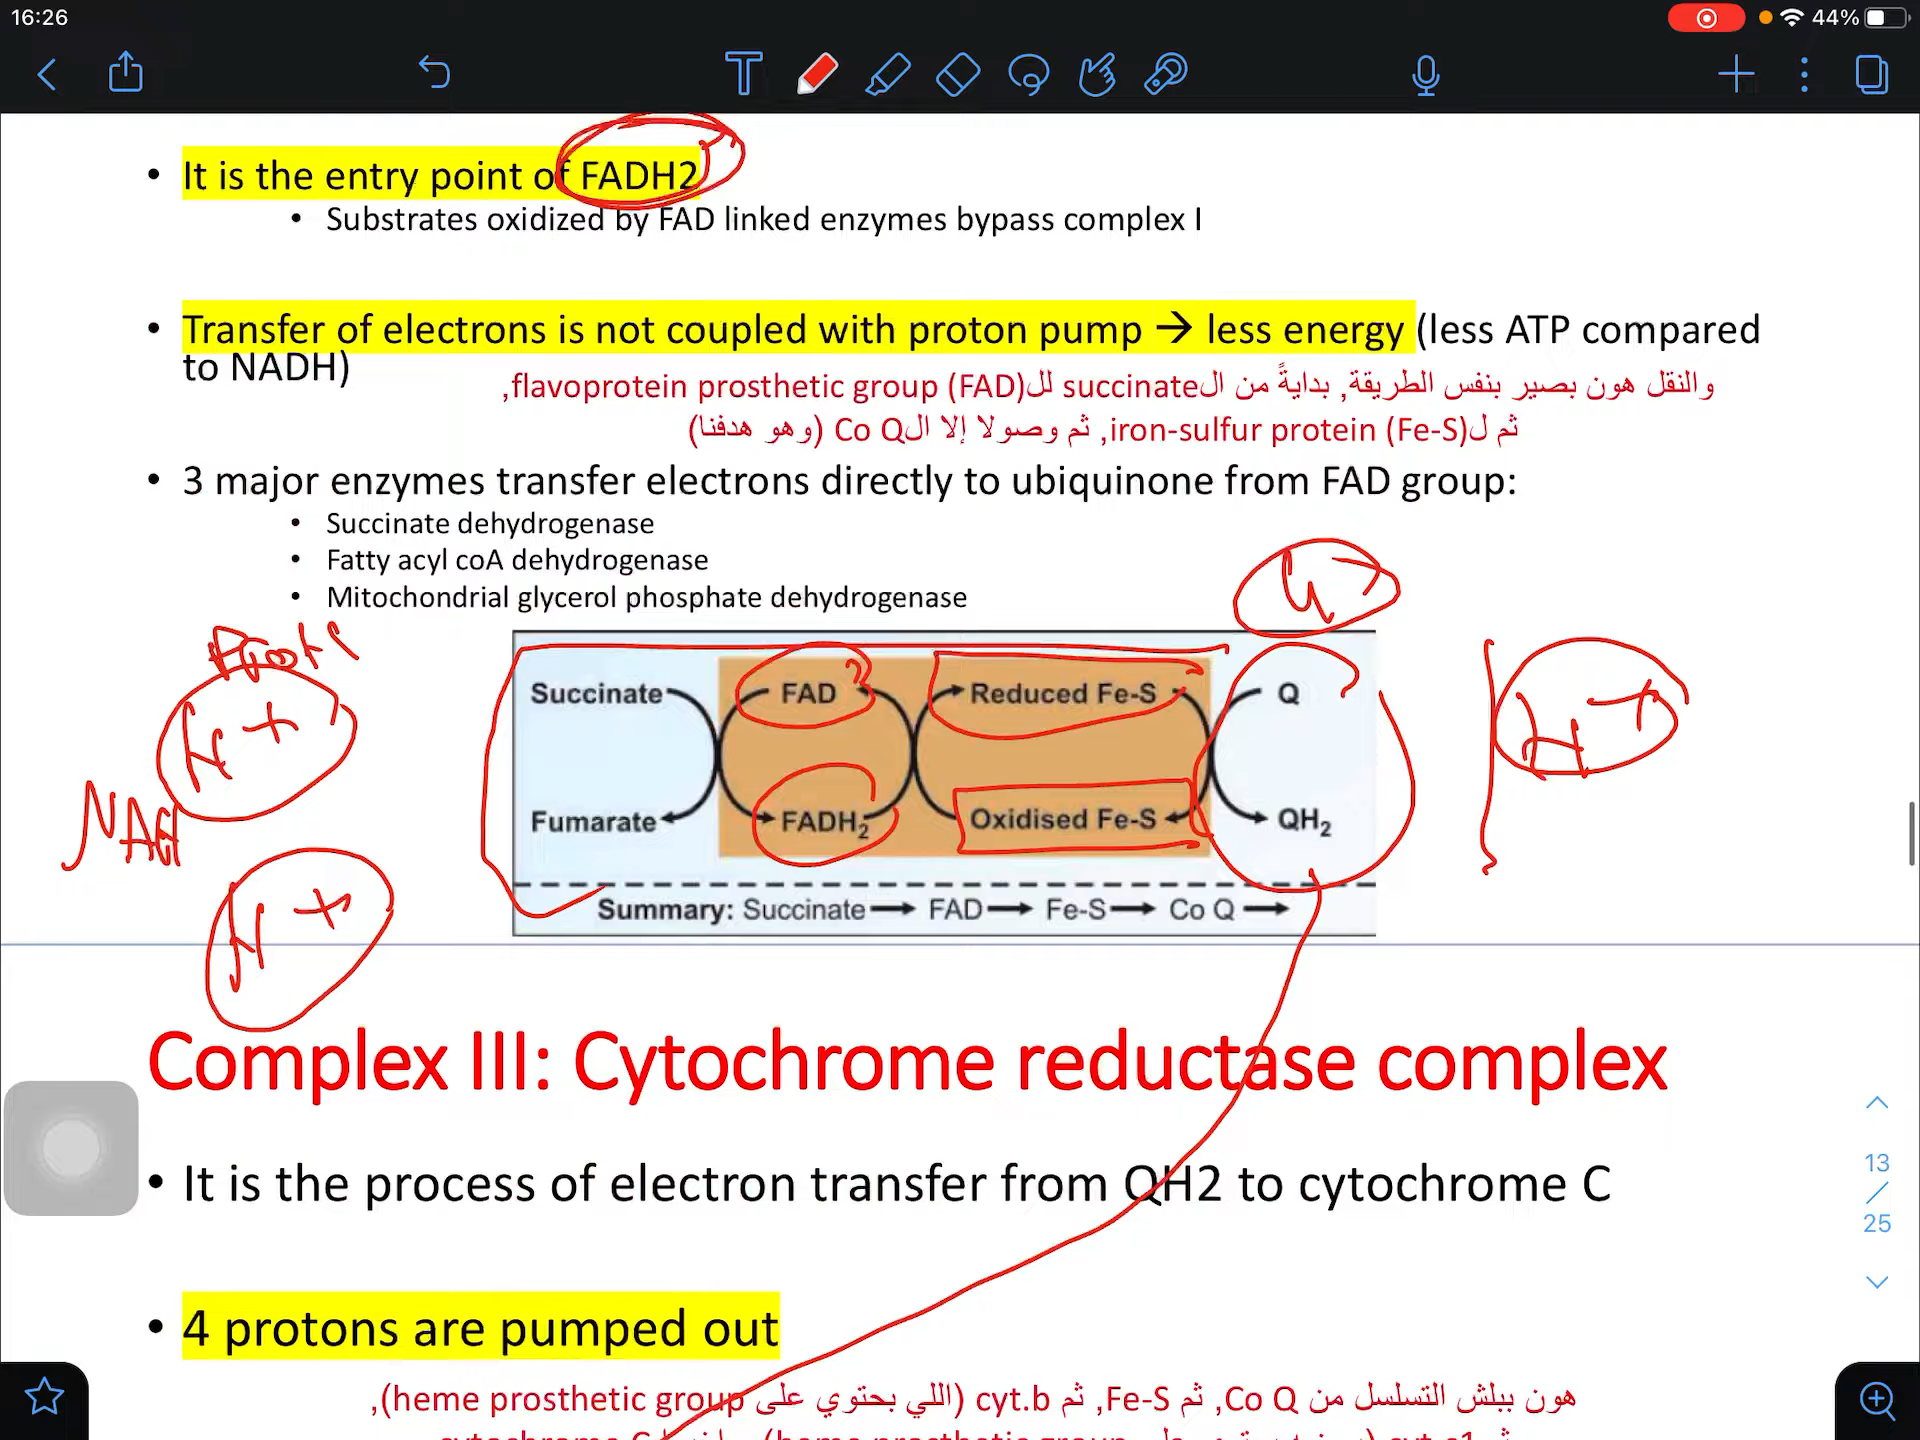 16:26
44%
• It is the entry point of FADH2
• Substrates oxidized by FAD linked enzymes bypass complex I
• Transfer of electrons is not coupled with proton pump → less energy (less ATP compared
to NADH)
والنقل هون بصير بنفس الطريقة, بدايةً من الsuccinate لل(FAD) flavoprotein prosthetic group,
ثم ل(Fe-S) iron-sulfur protein, ثم وصولا إلا الCo Q (وهو هدفنا)
• 3 major enzymes transfer electrons directly to ubiquinone from FAD group:
• Succinate dehydrogenase
• Fatty acyl coA dehydrogenase
• Mitochondrial glycerol phosphate dehydrogenase
H+
H+
Succinate FAD Reduced Fe-S Q
Fumarate FADH2 Oxidised Fe-S QH2
Summary: Succinate → FAD → Fe-S → Co Q →
H+
Complex III: Cytochrome reductase complex
• It is the process of electron transfer from QH2 to cytochrome C
• 4 protons are pumped out
13
/
25
هون ببلش التسلسل من Co Q, ثم Fe-S, ثم cyt.b (اللي بحتوي على heme prosthetic group),